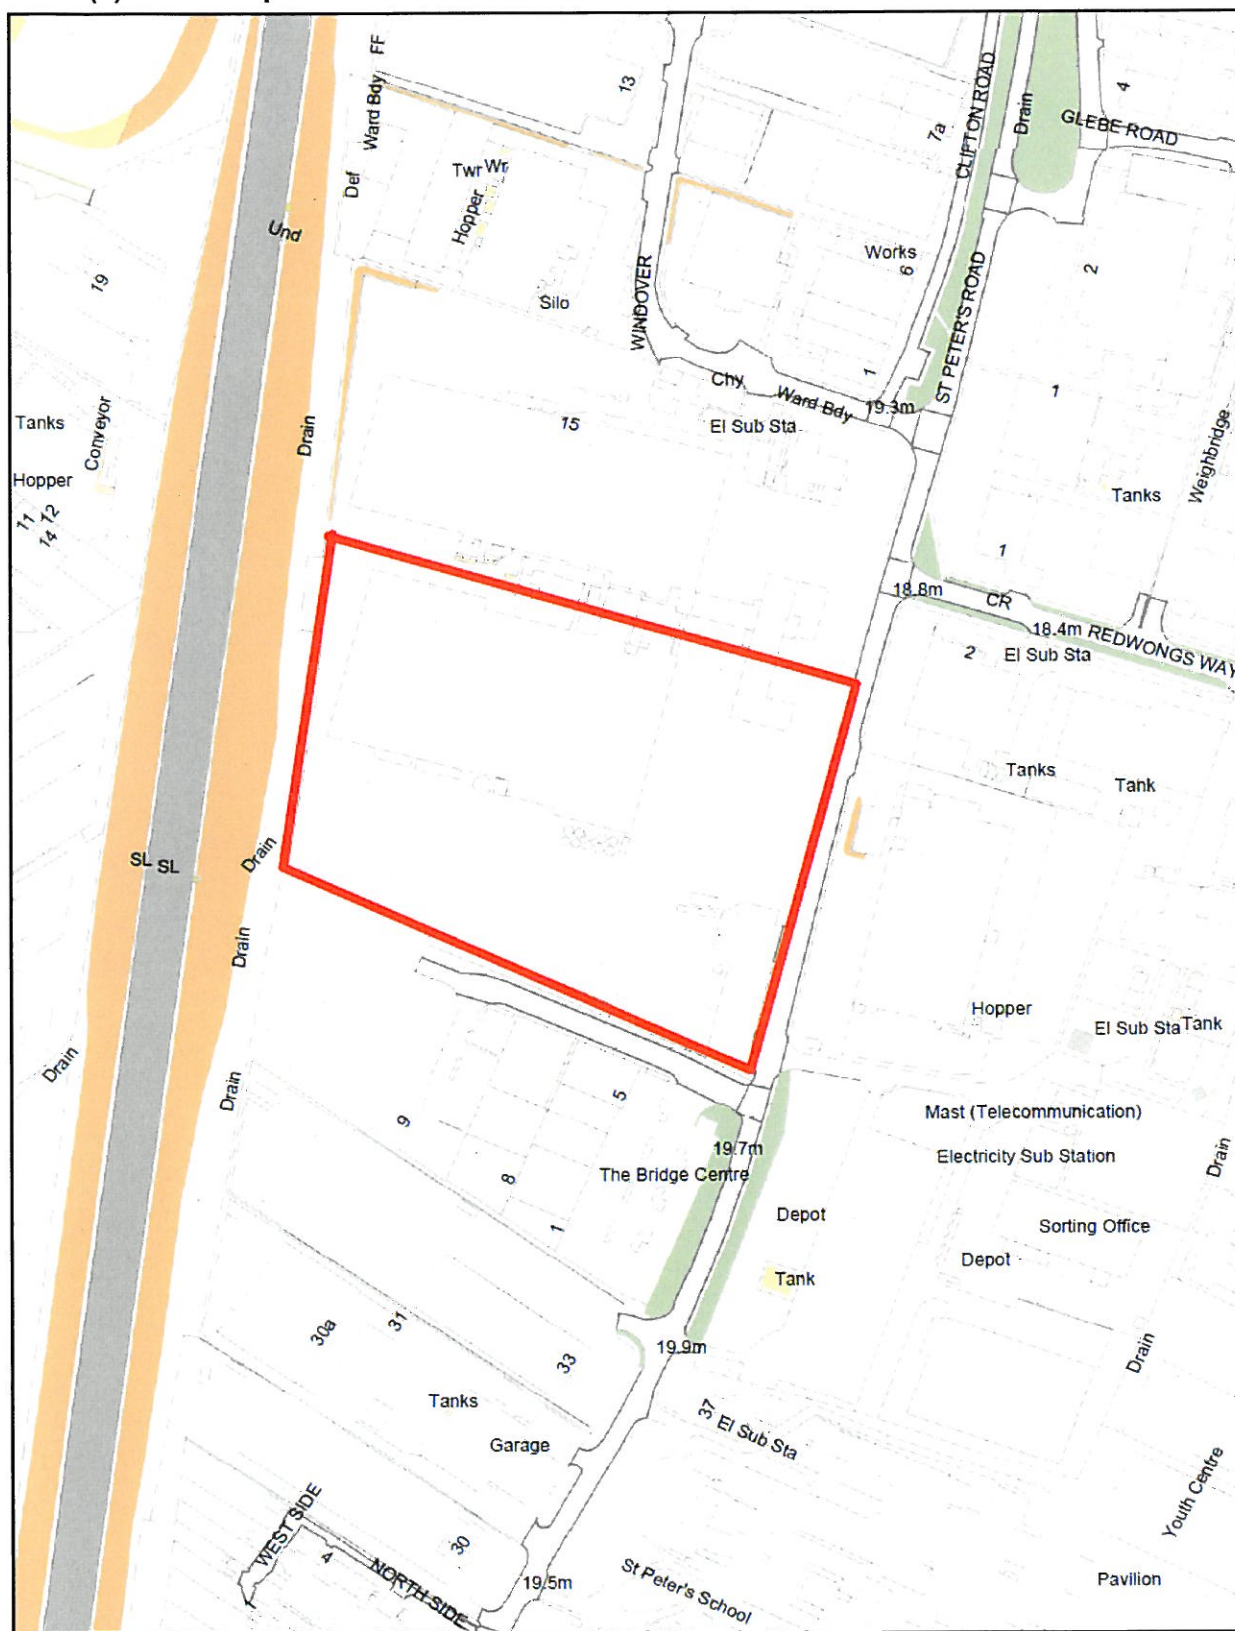 FF
Ward Bdy
Def
13
Twr Wr
Hopper
Und
19
Silo
WINDOVER
7a
CLIFTON ROAD
Drain
4
GLEBE ROAD
Works
6
2
ST PETER'S ROAD
1
1
Chy
Ward Bdy
19.3m
El Sub Sta
15
Drain
Tanks
Conveyor
Hopper
11
12
14
Weighbridge
Tanks
1
18.8m
CR
18.4m
REDWONGS WAY
2
El Sub Sta
Tanks
Tank
SL
SL
Drain
Drain
Drain
Drain
Hopper
El Sub Sta
Tank
Mast (Telecommunication)
Electricity Sub Station
Drain
9
5
8
1
19.7m
The Bridge Centre
Depot
Sorting Office
Depot
Tank
30a
31
33
19.9m
Drain
Tanks
Garage
37
El Sub Sta
Youth Centre
WEST SIDE
4
1
30
NORTH SIDE
19.5m
St Peter's School
Pavilion